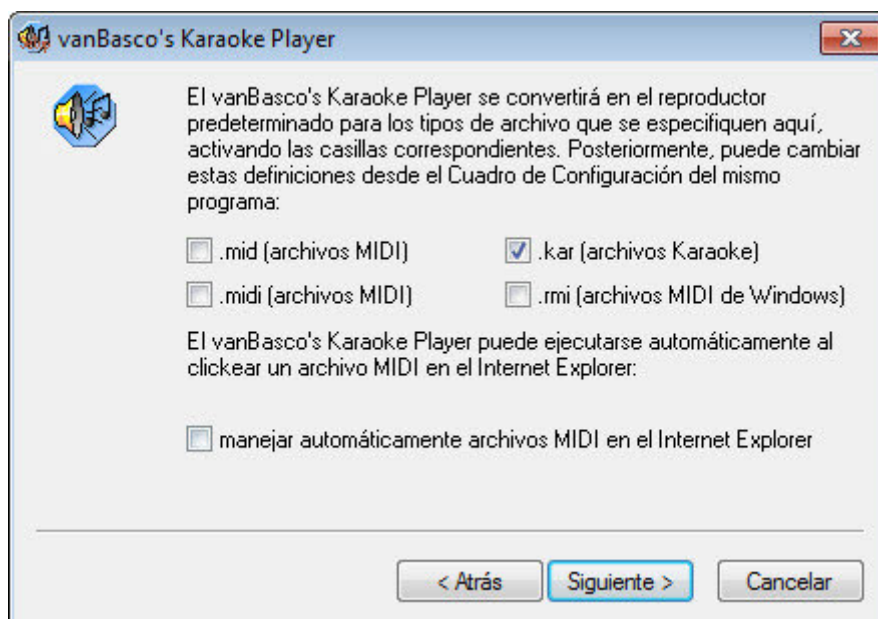 vanBasco's Karaoke Player
El vanBasco's Karaoke Player se convertirá en el reproductor
predeterminado para los tipos de archivo que se especifiquen aquí,
activando las casillas correspondientes. Posteriormente, puede cambiar
estas definiciones desde el Cuadro de Configuración del mismo
programa:
.mid (archivos MIDI)
.kar (archivos Karaoke)
.midi (archivos MIDI)
.rmi (archivos MIDI de Windows)
El vanBasco's Karaoke Player puede ejecutarse automáticamente al
clickear un archivo MIDI en el Internet Explorer:
manejar automáticamente archivos MIDI en el Internet Explorer
< Atrás
Siguiente >
Cancelar